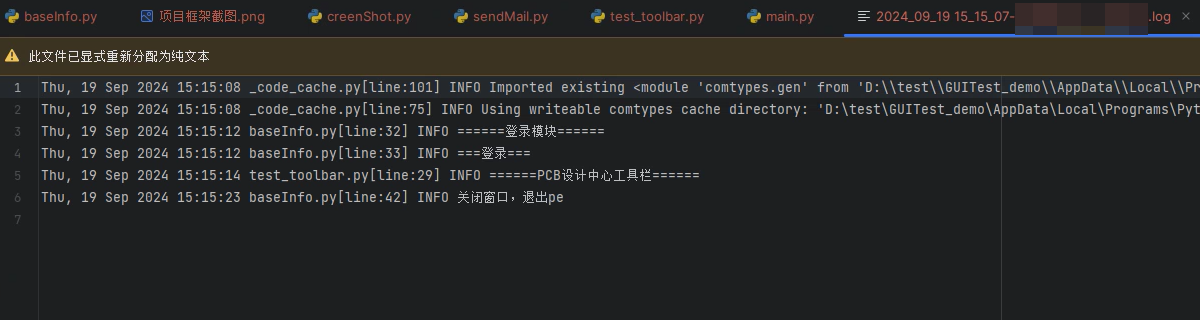 baseInfo.py 项目框架截图.png creenShot.py sendMail.py test_toolbar.py main.py 2024_09_19 15_15_07- .log
此文件已显式重新分配为纯文本
1 Thu, 19 Sep 2024 15:15:08 _code_cache.py[line:101] INFO Imported existing <module 'comtypes.gen' from 'D:\\test\\GUITest_demo\\AppData\\Local\\Pr
2 Thu, 19 Sep 2024 15:15:08 _code_cache.py[line:75] INFO Using writeable comtypes cache directory: 'D:\test\GUITest_demo\AppData\Local\Programs\Pyt
3 Thu, 19 Sep 2024 15:15:12 baseInfo.py[line:32] INFO ======登录模块======
4 Thu, 19 Sep 2024 15:15:12 baseInfo.py[line:33] INFO ===登录===
5 Thu, 19 Sep 2024 15:15:14 test_toolbar.py[line:29] INFO ======PCB设计中心工具栏======
6 Thu, 19 Sep 2024 15:15:23 baseInfo.py[line:42] INFO 关闭窗口，退出pe
7